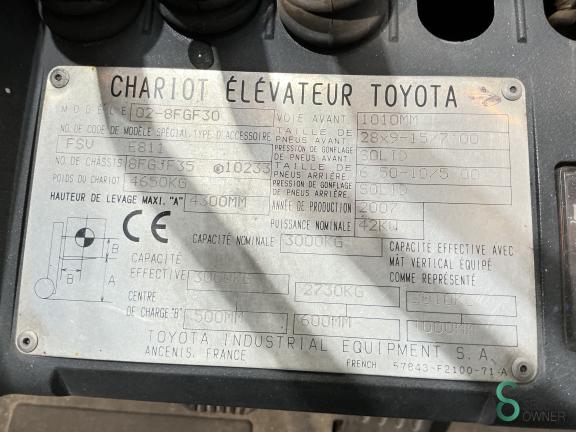 CHARIOT ÉLÉVATEUR TOYOTA
MODÈLE 02-8FGF30 VOIE AVANT 1010MM
NO. DE CODE DE MODÈLE SPÉCIAL, TYPE D'ACCESSOIRE TAILLE DE PNEUS AVANT. 28x9-15/7.00
FSV E811 PRESSION DE GONFLAGE DE PNEUS AVANT. SOLID
NO. DE CHÂSSIS 8FGJF35 10233 TAILLE DE PNEUS ARRIÈRE. 6.50-10/5.00
POIDS DU CHARIOT 4650KG PRESSION DE GONFLAGE DE PNEUS ARRIÈRE. SOLID
HAUTEUR DE LEVAGE MAXI. "A" 4300MM ANNÉE DE PRODUCTION 2007
PUISSANCE NOMINALE 42KW
CE CAPACITÉ NOMINALE 3000KG CAPACITÉ EFFECTIVE AVEC
MÂT VERTICAL ÉQUIPÉ
COMME REPRÉSENTÉ
B
B
A
CAPACITÉ EFFECTIVE 3000KG 2730KG
CENTRE DE CHARGE "B" 500MM 600MM 1000MM
TOYOTA INDUSTRIAL EQUIPMENT S.A.
ANCENIS, FRANCE
FRENCH 57843-F2100-71-A
OWNER